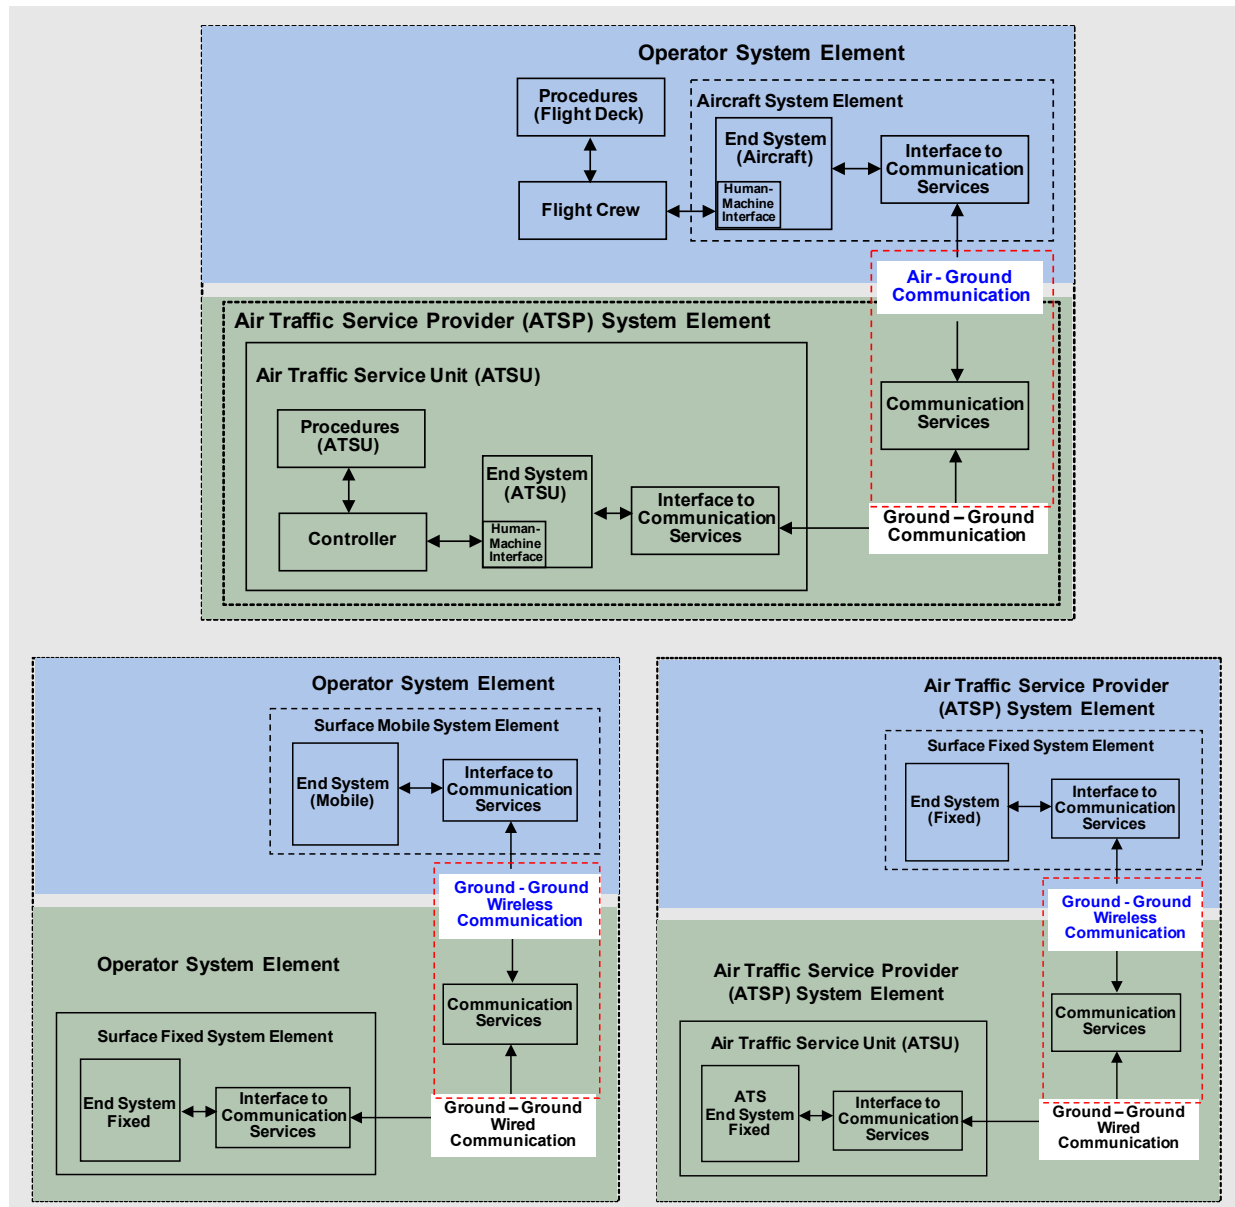 Operator System Element
Procedures
(Flight Deck)
Aircraft System Element
End System
(Aircraft)
Interface to
Communication
Services
Human-
Machine
Interface
Flight Crew
Air - Ground
Communication
Air Traffic Service Provider (ATSP) System Element
Air Traffic Service Unit (ATSU)
Communication
Services
Procedures
(ATSU)
End System
(ATSU)
Interface to
Communication
Services
Human-
Machine
Interface
Controller
Ground – Ground
Communication
Operator System Element
Surface Mobile System Element
End System
(Mobile)
Interface to
Communication
Services
Ground - Ground
Wireless
Communication
Operator System Element
Communication
Services
Surface Fixed System Element
End System
Fixed
Interface to
Communication
Services
Ground – Ground
Wired
Communication
Air Traffic Service Provider
(ATSP) System Element
Surface Fixed System Element
End System
(Fixed)
Interface to
Communication
Services
Ground - Ground
Wireless
Communication
Air Traffic Service Provider
(ATSP) System Element
Communication
Services
Air Traffic Service Unit (ATSU)
ATS
End System
Fixed
Interface to
Communication
Services
Ground – Ground
Wired
Communication